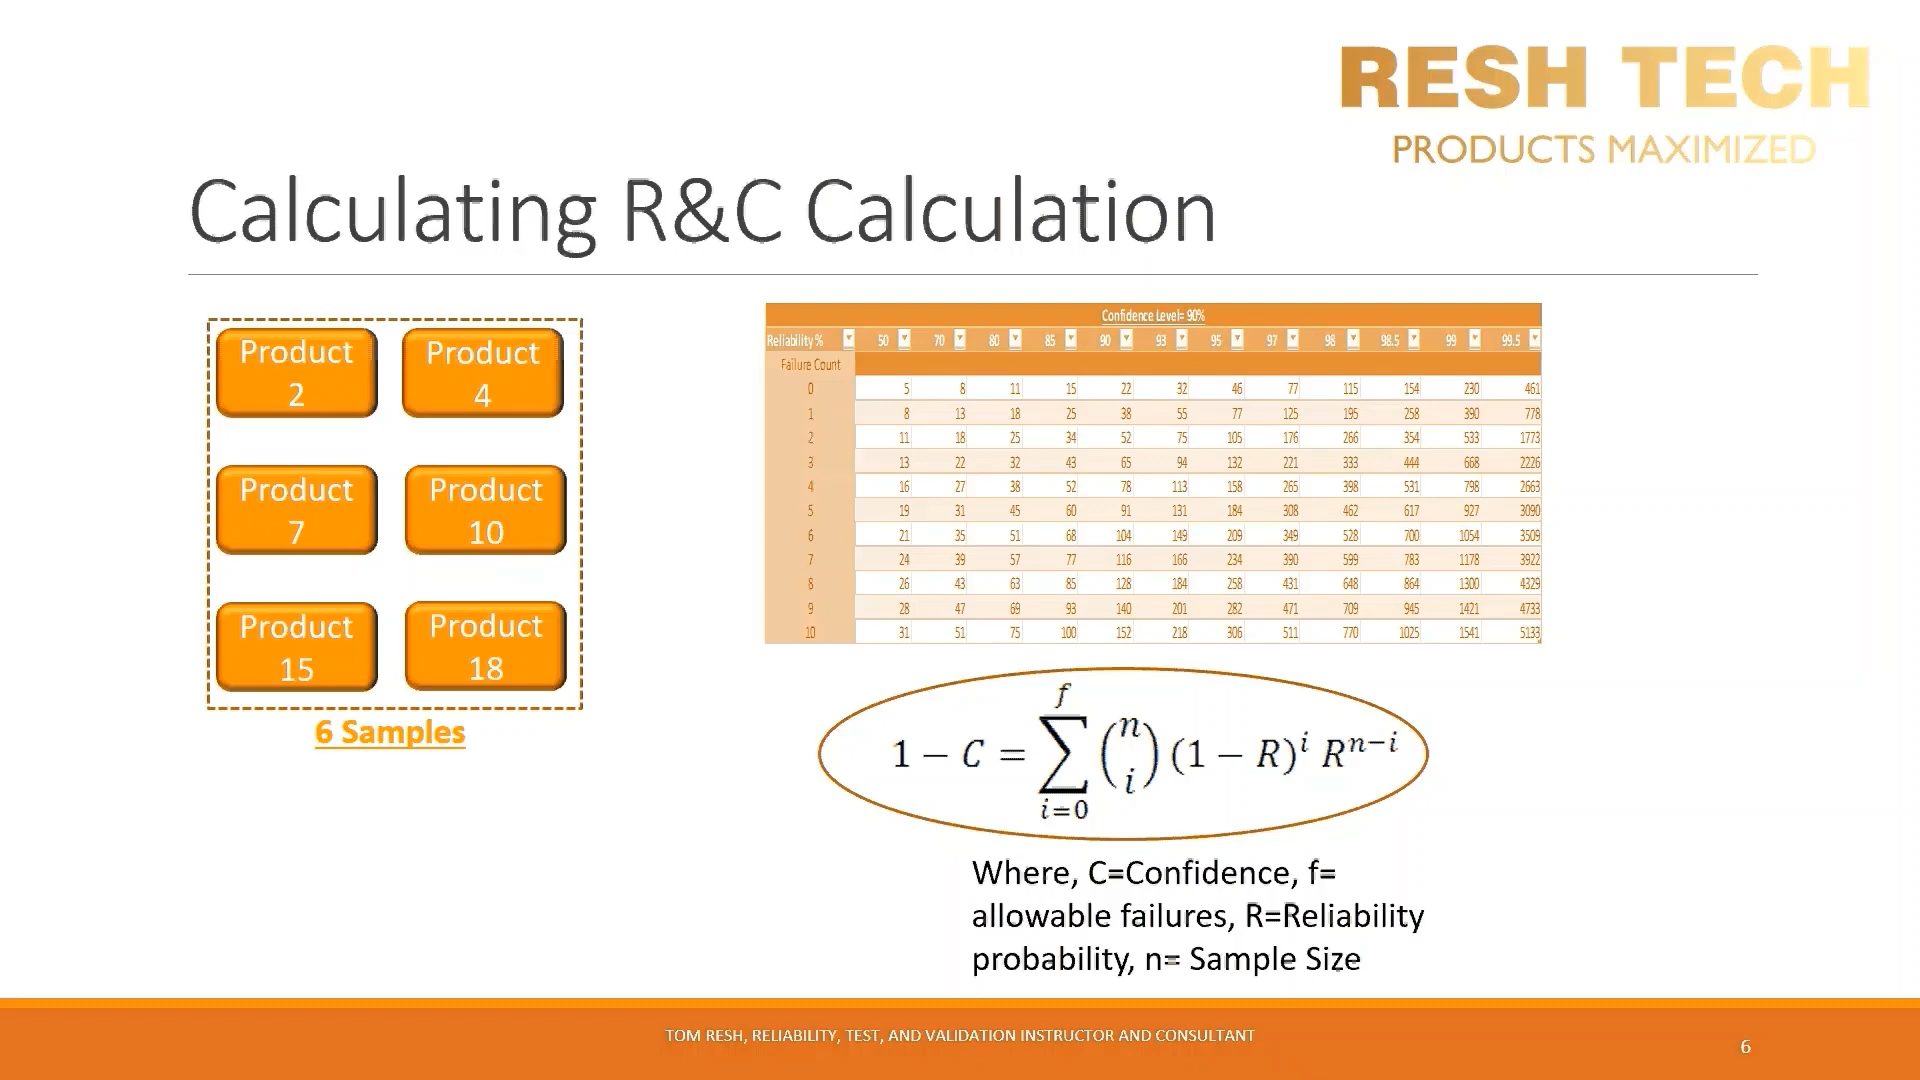 RESH TECH
PRODUCTS MAXIMIZED
Calculating R&C Calculation
Product
2
Product
4
Product
7
Product
10
Product
15
Product
18
6 Samples
Confidence Level= 90%
Reliability % 50 70 80 85 90 93 95 97 98 98.5 99 99.5
Failure Count
0 5 8 11 15 22 32 46 77 115 154 230 461
1 8 13 18 25 38 55 77 125 195 258 390 778
2 11 18 25 34 52 75 105 176 266 354 533 1773
3 13 22 32 43 65 94 132 221 333 444 668 2226
4 16 27 38 52 78 113 158 265 398 531 798 2663
5 19 31 45 60 91 131 184 308 462 617 927 3090
6 21 35 51 68 104 149 209 349 528 700 1054 3509
7 24 39 57 77 116 166 234 390 599 783 1178 3922
8 26 43 63 85 128 184 258 431 648 864 1300 4329
9 28 47 69 93 140 201 282 471 709 945 1421 4733
10 31 51 75 100 152 218 306 511 770 1025 1541 5133
1 − C = ∑_{i=0}^{f} (n i) (1 − R)^i R^{n−i}
Where, C=Confidence, f=
allowable failures, R=Reliability
probability, n= Sample Size
TOM RESH, RELIABILITY, TEST, AND VALIDATION INSTRUCTOR AND CONSULTANT
6